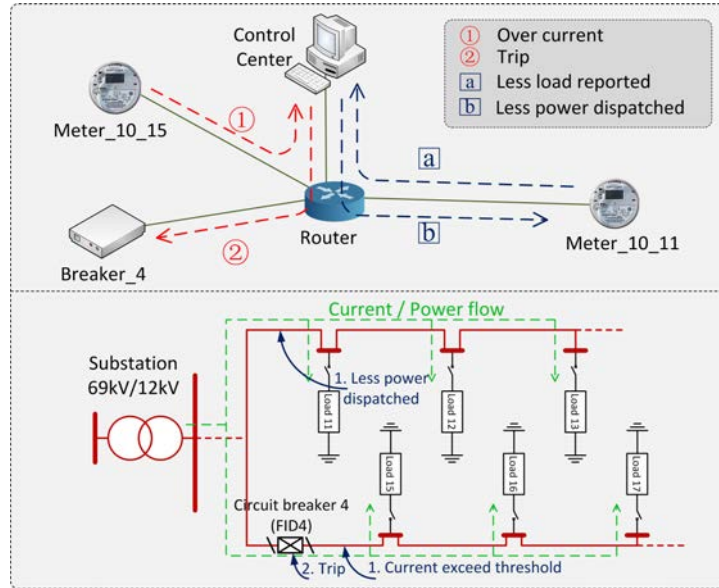 Control
Center
① Over current
② Trip
a Less load reported
b Less power dispatched
Meter_10_15
①
a
b
Router
②
Breaker_4
Meter_10_11
Current / Power flow
Substation
69kV/12kV
1. Less power
dispatched
Load 11
Load 12
Load 13
Load 15
Load 16
Load 17
Circuit breaker 4
(FID4)
2. Trip
1. Current exceed threshold